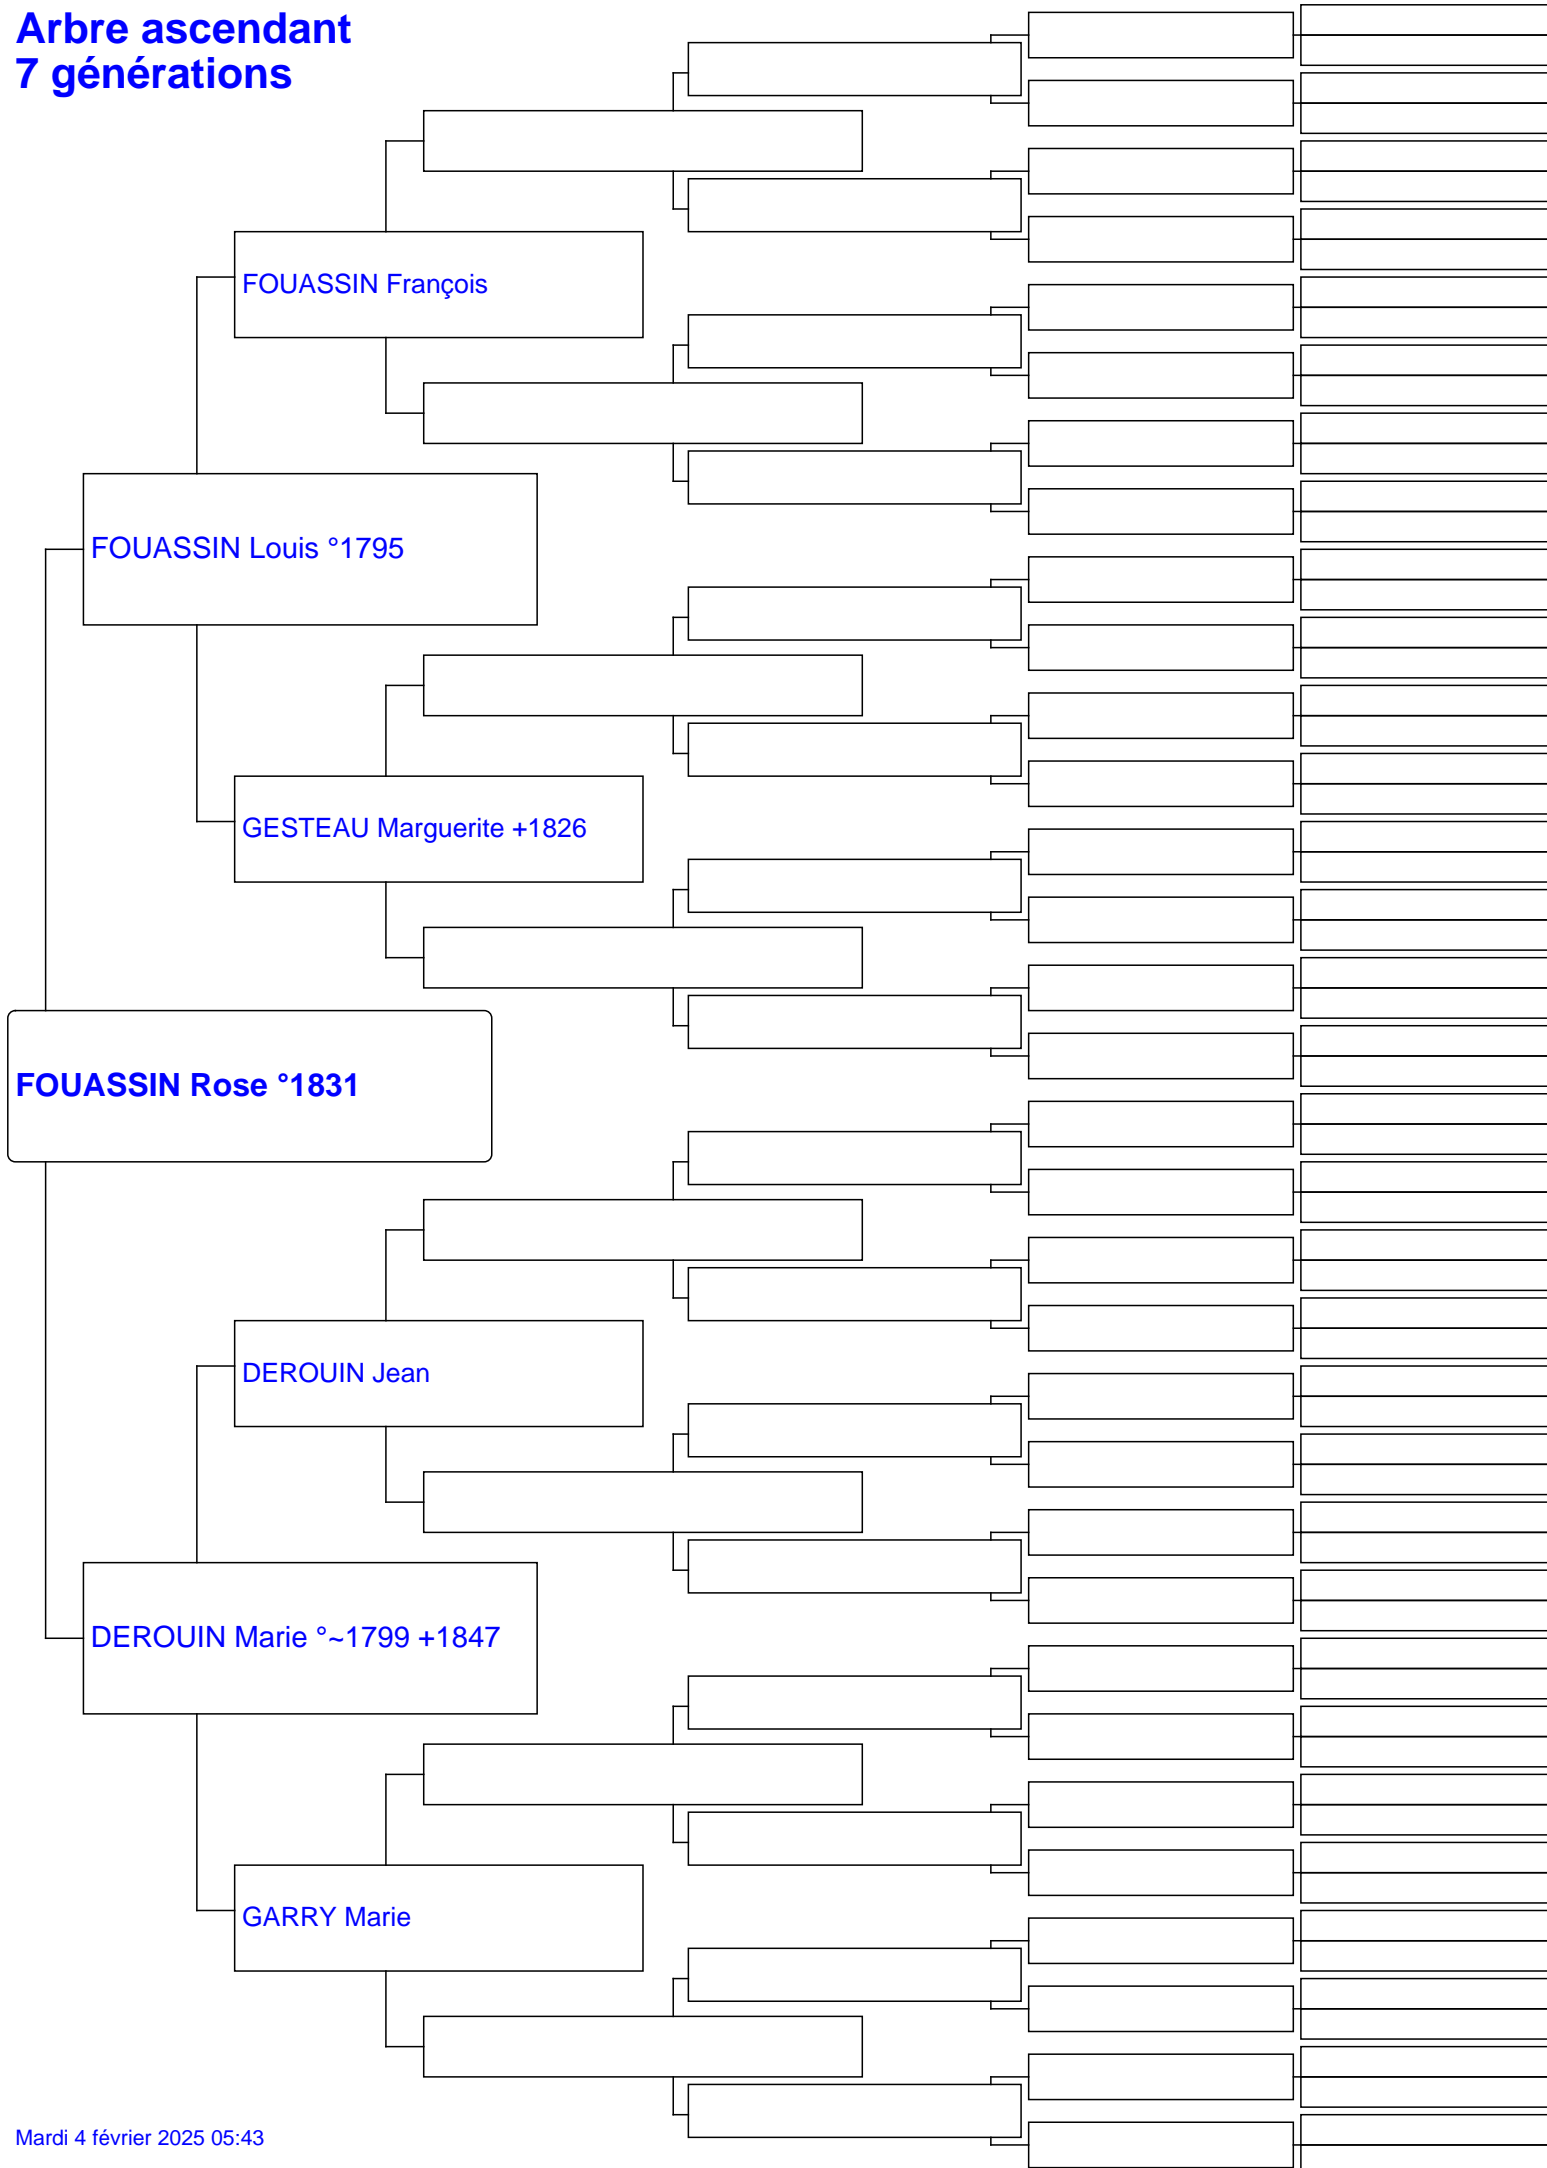 Arbre ascendant
7 générations
FOUASSIN François
FOUASSIN Louis °1795
GESTEAU Marguerite +1826
FOUASSIN Rose °1831
DEROUIN Jean
DEROUIN Marie °~1799 +1847
GARRY Marie
Mardi 4 février 2025 05:43